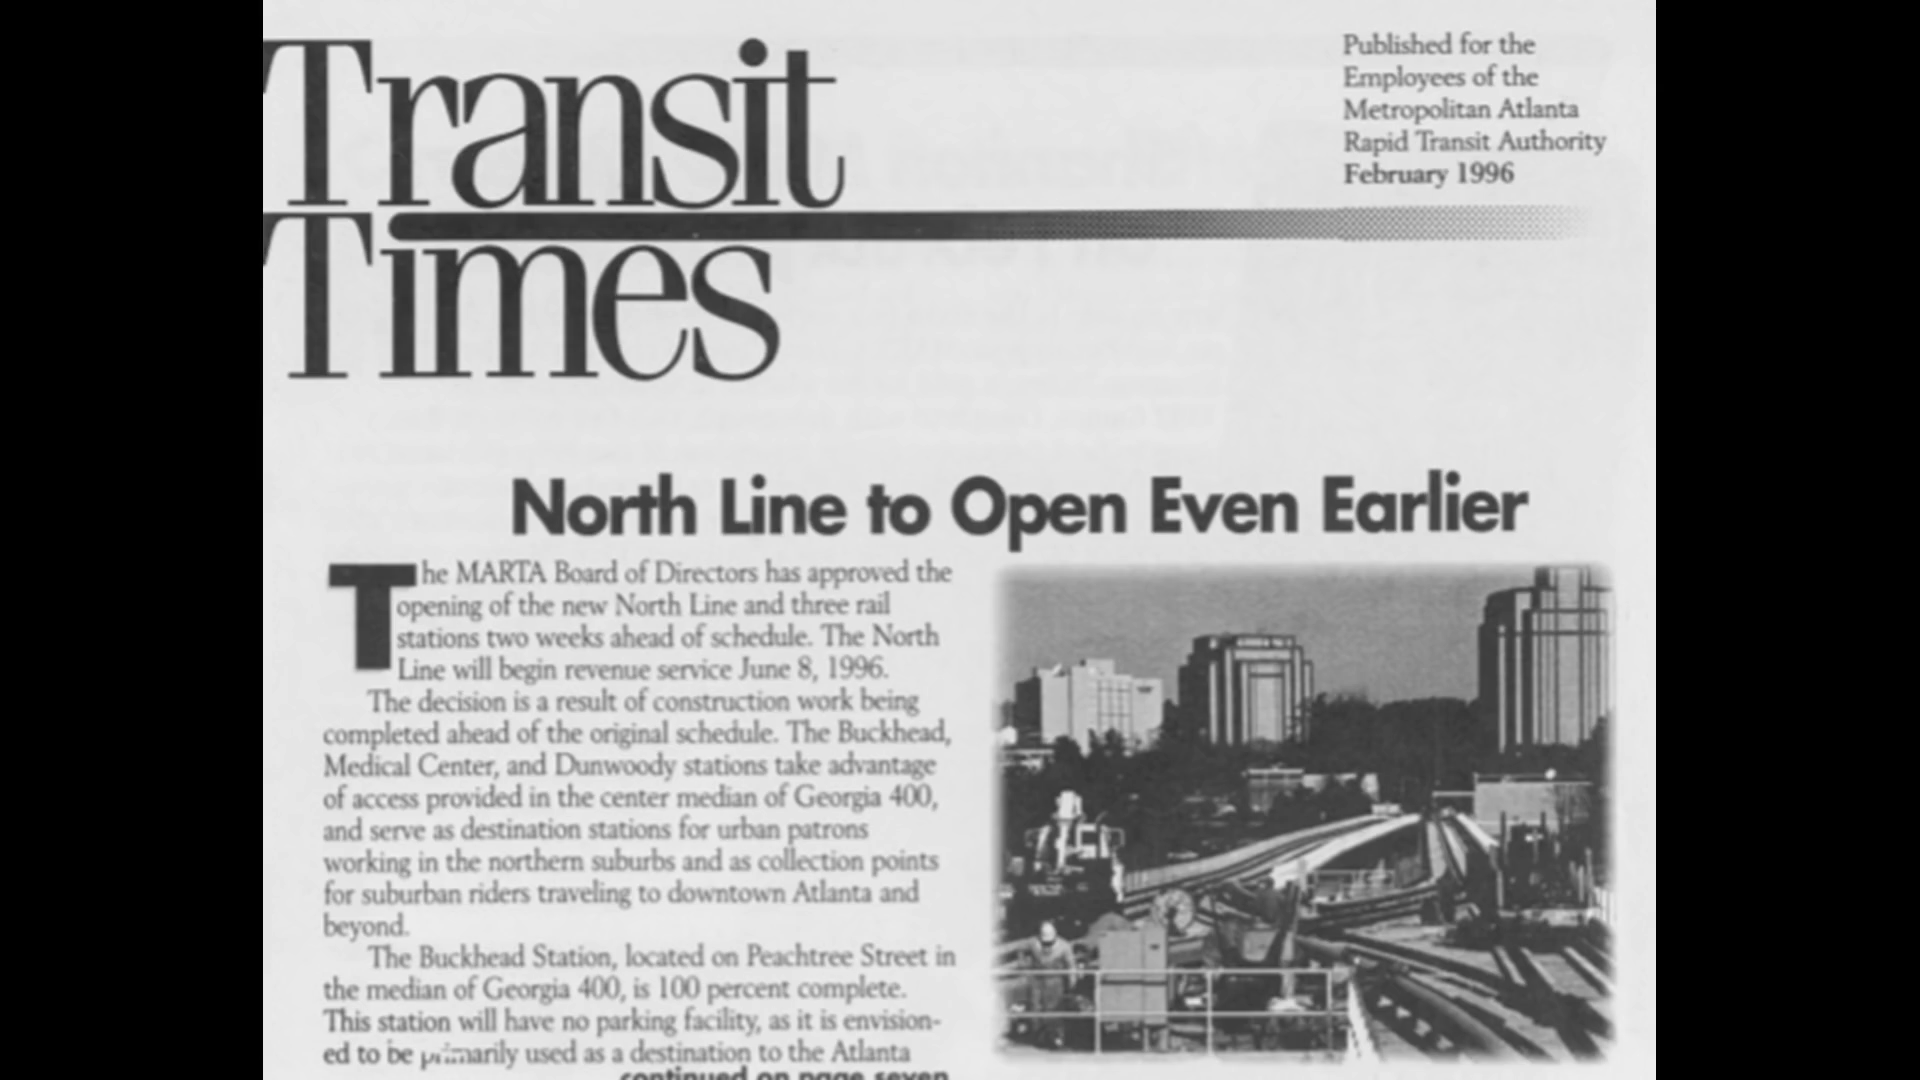 Transit
Times
Published for the
Employees of the
Metropolitan Atlanta
Rapid Transit Authority
February 1996
North Line to Open Even Earlier
The MARTA Board of Directors has approved the
opening of the new North Line and three rail
stations two weeks ahead of schedule. The North
Line will begin revenue service June 8, 1996.
The decision is a result of construction work being
completed ahead of the original schedule. The Buckhead,
Medical Center, and Dunwoody stations take advantage
of access provided in the center median of Georgia 400,
and serve as destination stations for urban patrons
working in the northern suburbs and as collection points
for suburban riders traveling to downtown Atlanta and
beyond.
The Buckhead Station, located on Peachtree Street in
the median of Georgia 400, is 100 percent complete.
This station will have no parking facility, as it is envision-
ed to be primarily used as a destination to the Atlanta
continued on page seven